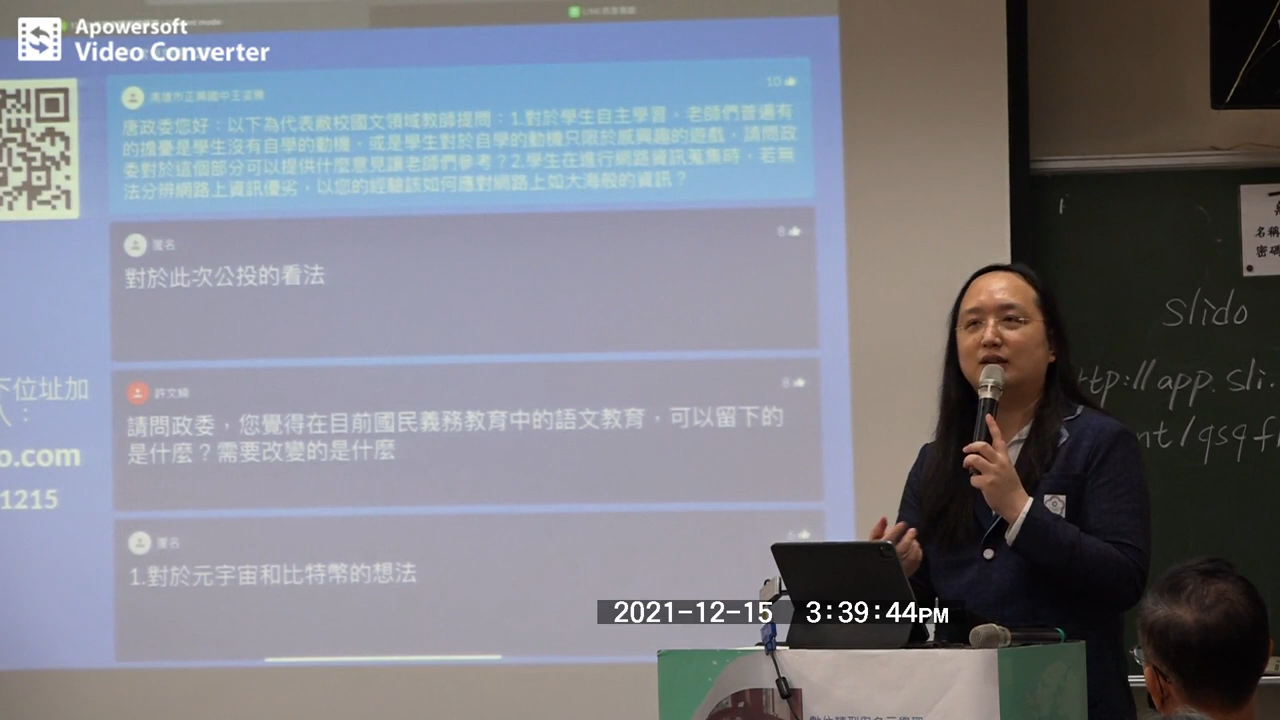 Apowersoft
Video Converter
LINE
高雄市正興國中王姿雅
10
唐政委您好：以下為代表敝校國文領域教師提問：1.對於學生自主學習，老師們普遍有
的擔憂是學生沒有自學的動機，或是學生對於自學的動機只限於感興趣的遊戲，請問政
委對於這個部分可以提供什麼意見讓老師們參考？2.學生在進行網路資訊蒐集時，若無
法分辨網路上資訊優劣，以您的經驗該如何應對網路上如大海般的資訊？
匿名
8
對於此次公投的看法
下位址加
入：
o.com
1215
許文綺
8
請問政委，您覺得在目前國民義務教育中的語文教育，可以留下的
是什麼？需要改變的是什麼
匿名
6
1.對於元宇宙和比特幣的想法
名稱
密碼
slido
ttp://app.sli.
nt/qsqf
2021-12-15 3:39:44PM